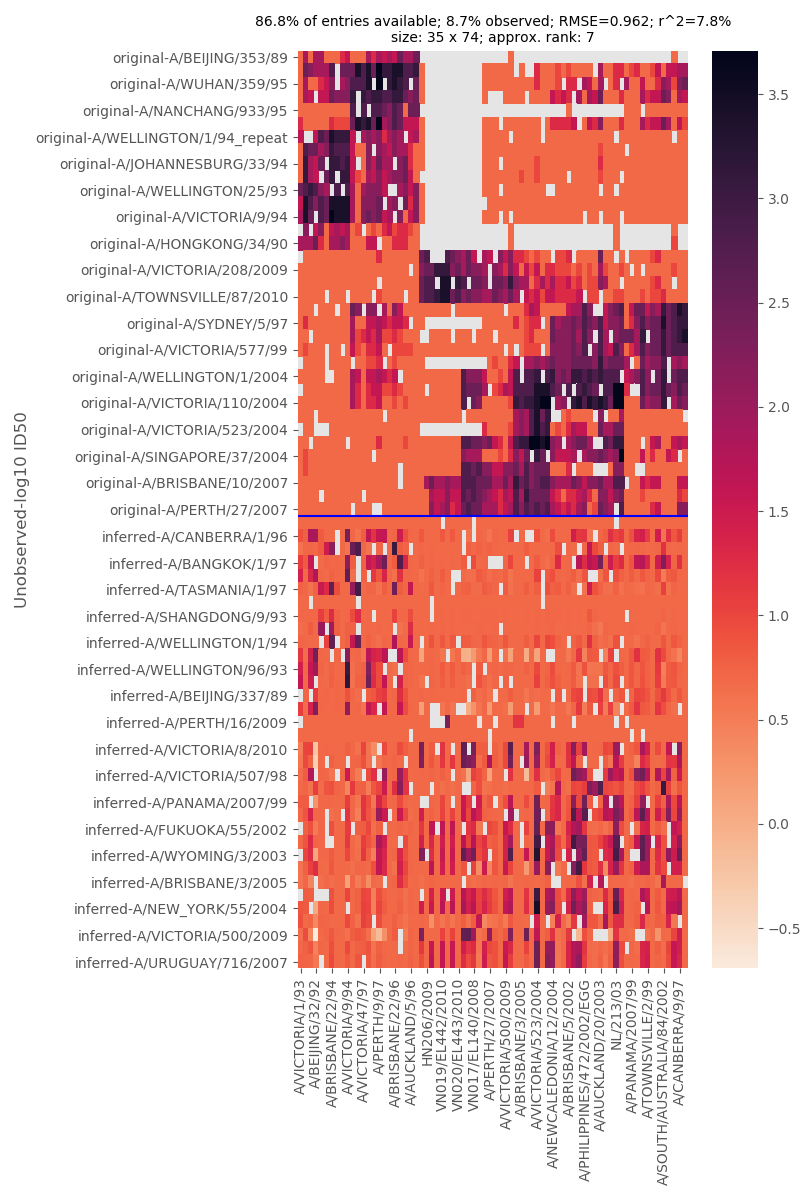 86.8% of entries available; 8.7% observed; RMSE=0.962; r^2=7.8%
size: 35 x 74; approx. rank: 7
Unobserved-log10 ID50
original-A/BEIJING/353/89
original-A/WUHAN/359/95
original-A/NANCHANG/933/95
original-A/WELLINGTON/1/94_repeat
original-A/JOHANNESBURG/33/94
original-A/WELLINGTON/25/93
original-A/VICTORIA/9/94
original-A/HONGKONG/34/90
original-A/VICTORIA/208/2009
original-A/TOWNSVILLE/87/2010
original-A/SYDNEY/5/97
original-A/VICTORIA/577/99
original-A/WELLINGTON/1/2004
original-A/VICTORIA/110/2004
original-A/VICTORIA/523/2004
original-A/SINGAPORE/37/2004
original-A/BRISBANE/10/2007
original-A/PERTH/27/2007
inferred-A/CANBERRA/1/96
inferred-A/BANGKOK/1/97
inferred-A/TASMANIA/1/97
inferred-A/SHANGDONG/9/93
inferred-A/WELLINGTON/1/94
inferred-A/WELLINGTON/96/93
inferred-A/BEIJING/337/89
inferred-A/PERTH/16/2009
inferred-A/VICTORIA/8/2010
inferred-A/VICTORIA/507/98
inferred-A/PANAMA/2007/99
inferred-A/FUKUOKA/55/2002
inferred-A/WYOMING/3/2003
inferred-A/BRISBANE/3/2005
inferred-A/NEW_YORK/55/2004
inferred-A/VICTORIA/500/2009
inferred-A/URUGUAY/716/2007
A/VICTORIA/1/93
A/BEIJING/32/92
A/BRISBANE/22/94
A/VICTORIA/9/94
A/VICTORIA/47/97
A/PERTH/9/97
A/BRISBANE/22/96
A/AUCKLAND/5/96
HN206/2009
VN019/EL442/2010
VN020/EL443/2010
VN017/EL140/2008
A/PERTH/27/2007
A/VICTORIA/500/2009
A/BRISBANE/3/2005
A/VICTORIA/523/2004
A/NEWCALEDONIA/12/2004
A/BRISBANE/5/2002
A/PHILIPPINES/472/2002/EGG
A/AUCKLAND/20/2003
NL/213/03
A/PANAMA/2007/99
A/TOWNSVILLE/2/99
A/SOUTH/AUSTRALIA/84/2002
A/CANBERRA/9/97
3.5
3.0
2.5
2.0
1.5
1.0
0.5
0.0
−0.5